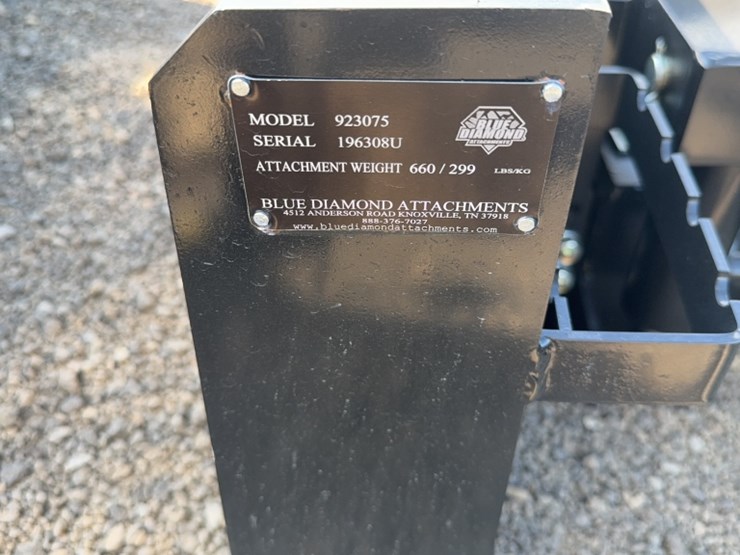 MODEL 923075
SERIAL 196308U
BLUE
DIAMOND
ATTACHMENTS
ATTACHMENT WEIGHT 660 / 299 LBS/KG
BLUE DIAMOND ATTACHMENTS
4512 ANDERSON ROAD KNOXVILLE, TN 37918
888-376-7027
www.bluediamondattachments.com